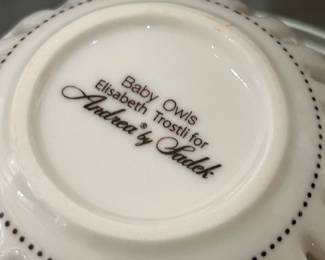 Baby Owls
Elisabeth Trostli for
Andrea® by Sadek